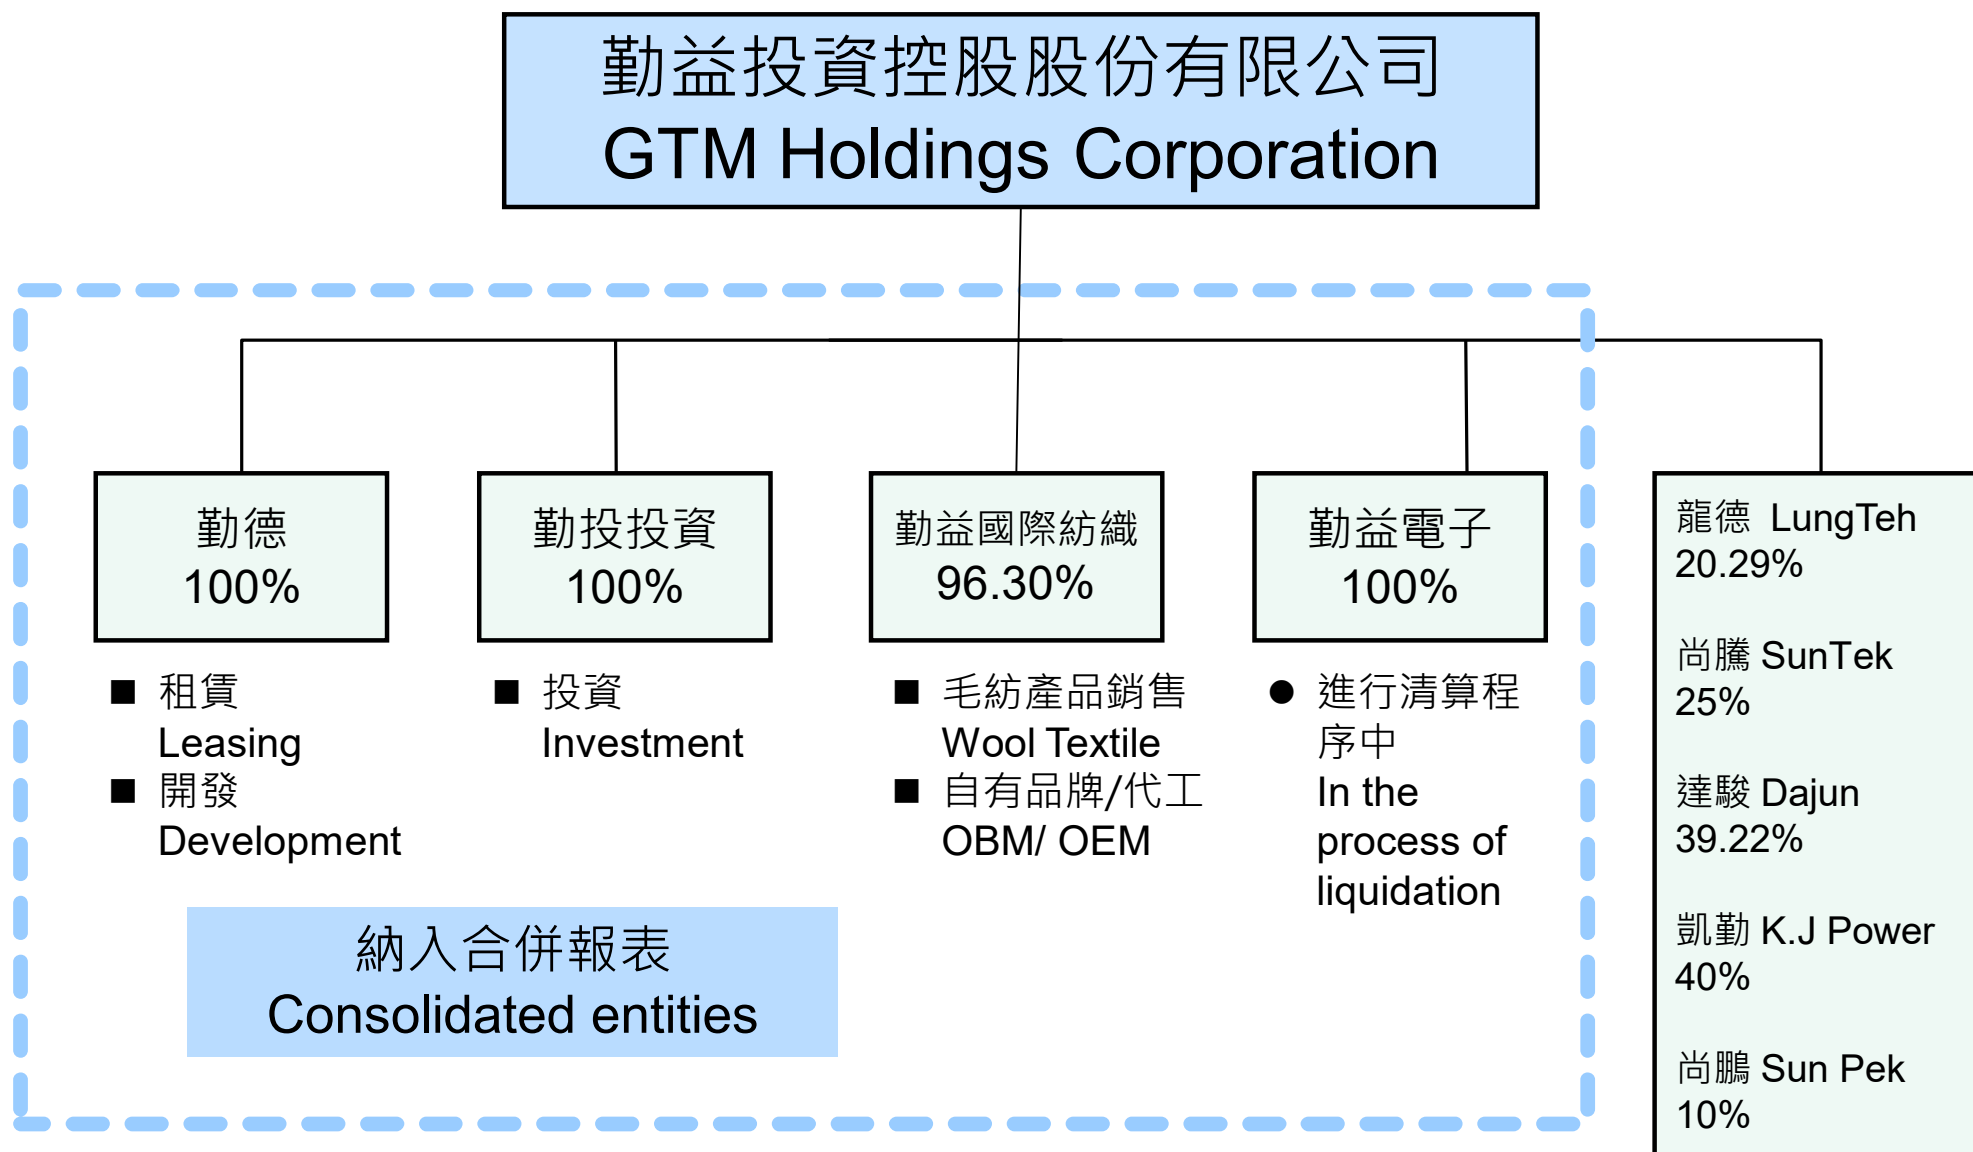 勤益投資控股股份有限公司
GTM Holdings Corporation
勤德
100%
勤投投資
100%
勤益國際紡織
96.30%
勤益電子
100%
■ 租賃
Leasing
■ 開發
Development
■ 投資
Investment
■ 毛紡產品銷售
Wool Textile
■ 自有品牌/代工
OBM/ OEM
● 進行清算程
序中
In the
process of
liquidation
納入合併報表
Consolidated entities
龍德 LungTeh
20.29%
尚騰 SunTek
25%
達駿 Dajun
39.22%
凱勤 K.J Power
40%
尚鵬 Sun Pek
10%